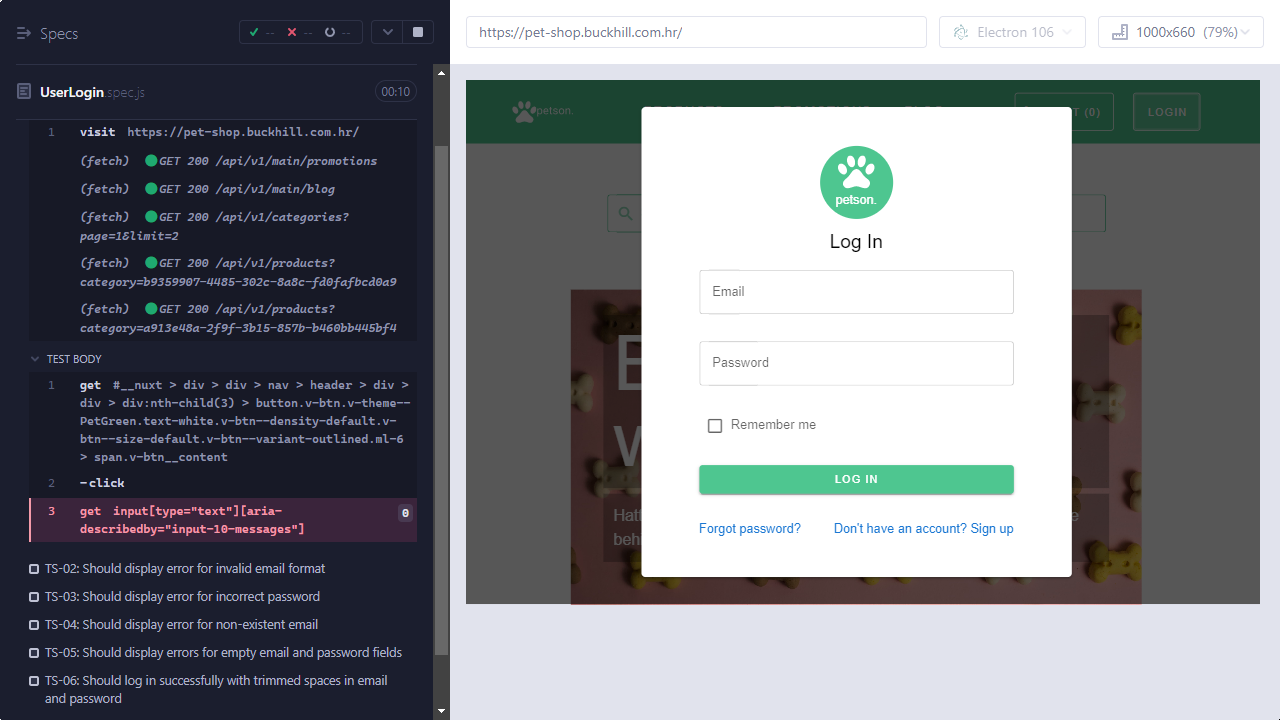 Specs
-- -- --
UserLogin.spec.js
00:10
1 visit https://pet-shop.buckhill.com.hr/
(fetch) GET 200 /api/v1/main/promotions
(fetch) GET 200 /api/v1/main/blog
(fetch) GET 200 /api/v1/categories?
page=1&limit=2
(fetch) GET 200 /api/v1/products?
category=b9359907-4485-302c-8a8c-fd0fafbcd0a9
(fetch) GET 200 /api/v1/products?
category=a913e48a-2f9f-3b15-857b-b460bb445bf4
TEST BODY
1 get #__nuxt > div > div > nav > header > div >
div > div:nth-child(3) > button.v-btn.v-theme--
PetGreen.text-white.v-btn--density-default.v-
btn--size-default.v-btn--variant-outlined.ml-6
> span.v-btn__content
2 -click
3 get input[type="text"][aria-
describedby="input-10-messages"]
0
TS-02: Should display error for invalid email format
TS-03: Should display error for incorrect password
TS-04: Should display error for non-existent email
TS-05: Should display errors for empty email and password fields
TS-06: Should log in successfully with trimmed spaces in email
and password
https://pet-shop.buckhill.com.hr/
Electron 106
1000x660 (79%)
petson.
T (0)
LOGIN
petson.
Log In
Email
Password
Remember me
LOG IN
Forgot password?
Don't have an account? Sign up